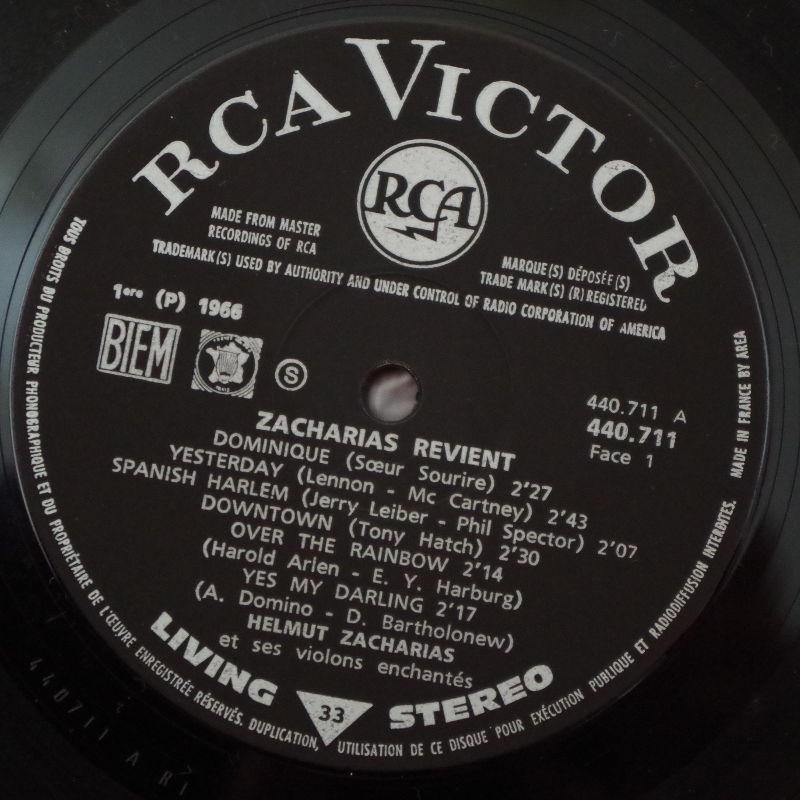 RCA VICTOR
RCA
MADE FROM MASTER
RECORDINGS OF RCA
MARQUE(S) DÉPOSÉE(S)
TRADE MARK(S) (R) REGISTERED
TRADEMARK(S) USED BY AUTHORITY AND UNDER CONTROL OF RADIO CORPORATION OF AMERICA
1ere (P) 1966
BIEM
S
440.711 A
440.711
Face 1
ZACHARIAS REVIENT
DOMINIQUE (Sœur Sourire) 2'27
YESTERDAY (Lennon - Mc Cartney) 2'43
SPANISH HARLEM (Jerry Leiber - Phil Spector) 2'07
DOWNTOWN (Tony Hatch) 2'30
OVER THE RAINBOW 2'14
(Harold Arlen - E. Y. Harburg)
YES MY DARLING 2'17
(A. Domino - D. Bartholonew)
HELMUT ZACHARIAS
et ses violons enchantés
LIVING 33 STEREO
TOUS DROITS DU PRODUCTEUR PHONOGRAPHIQUE ET DU PROPRIÉTAIRE DE L'ŒUVRE ENREGISTRÉE RÉSERVÉS. DUPLICATION, UTILISATION DE CE DISQUE POUR EXÉCUTION PUBLIQUE ET RADIODIFFUSION INTERDITES. MADE IN FRANCE BY AREA
440711 A R1